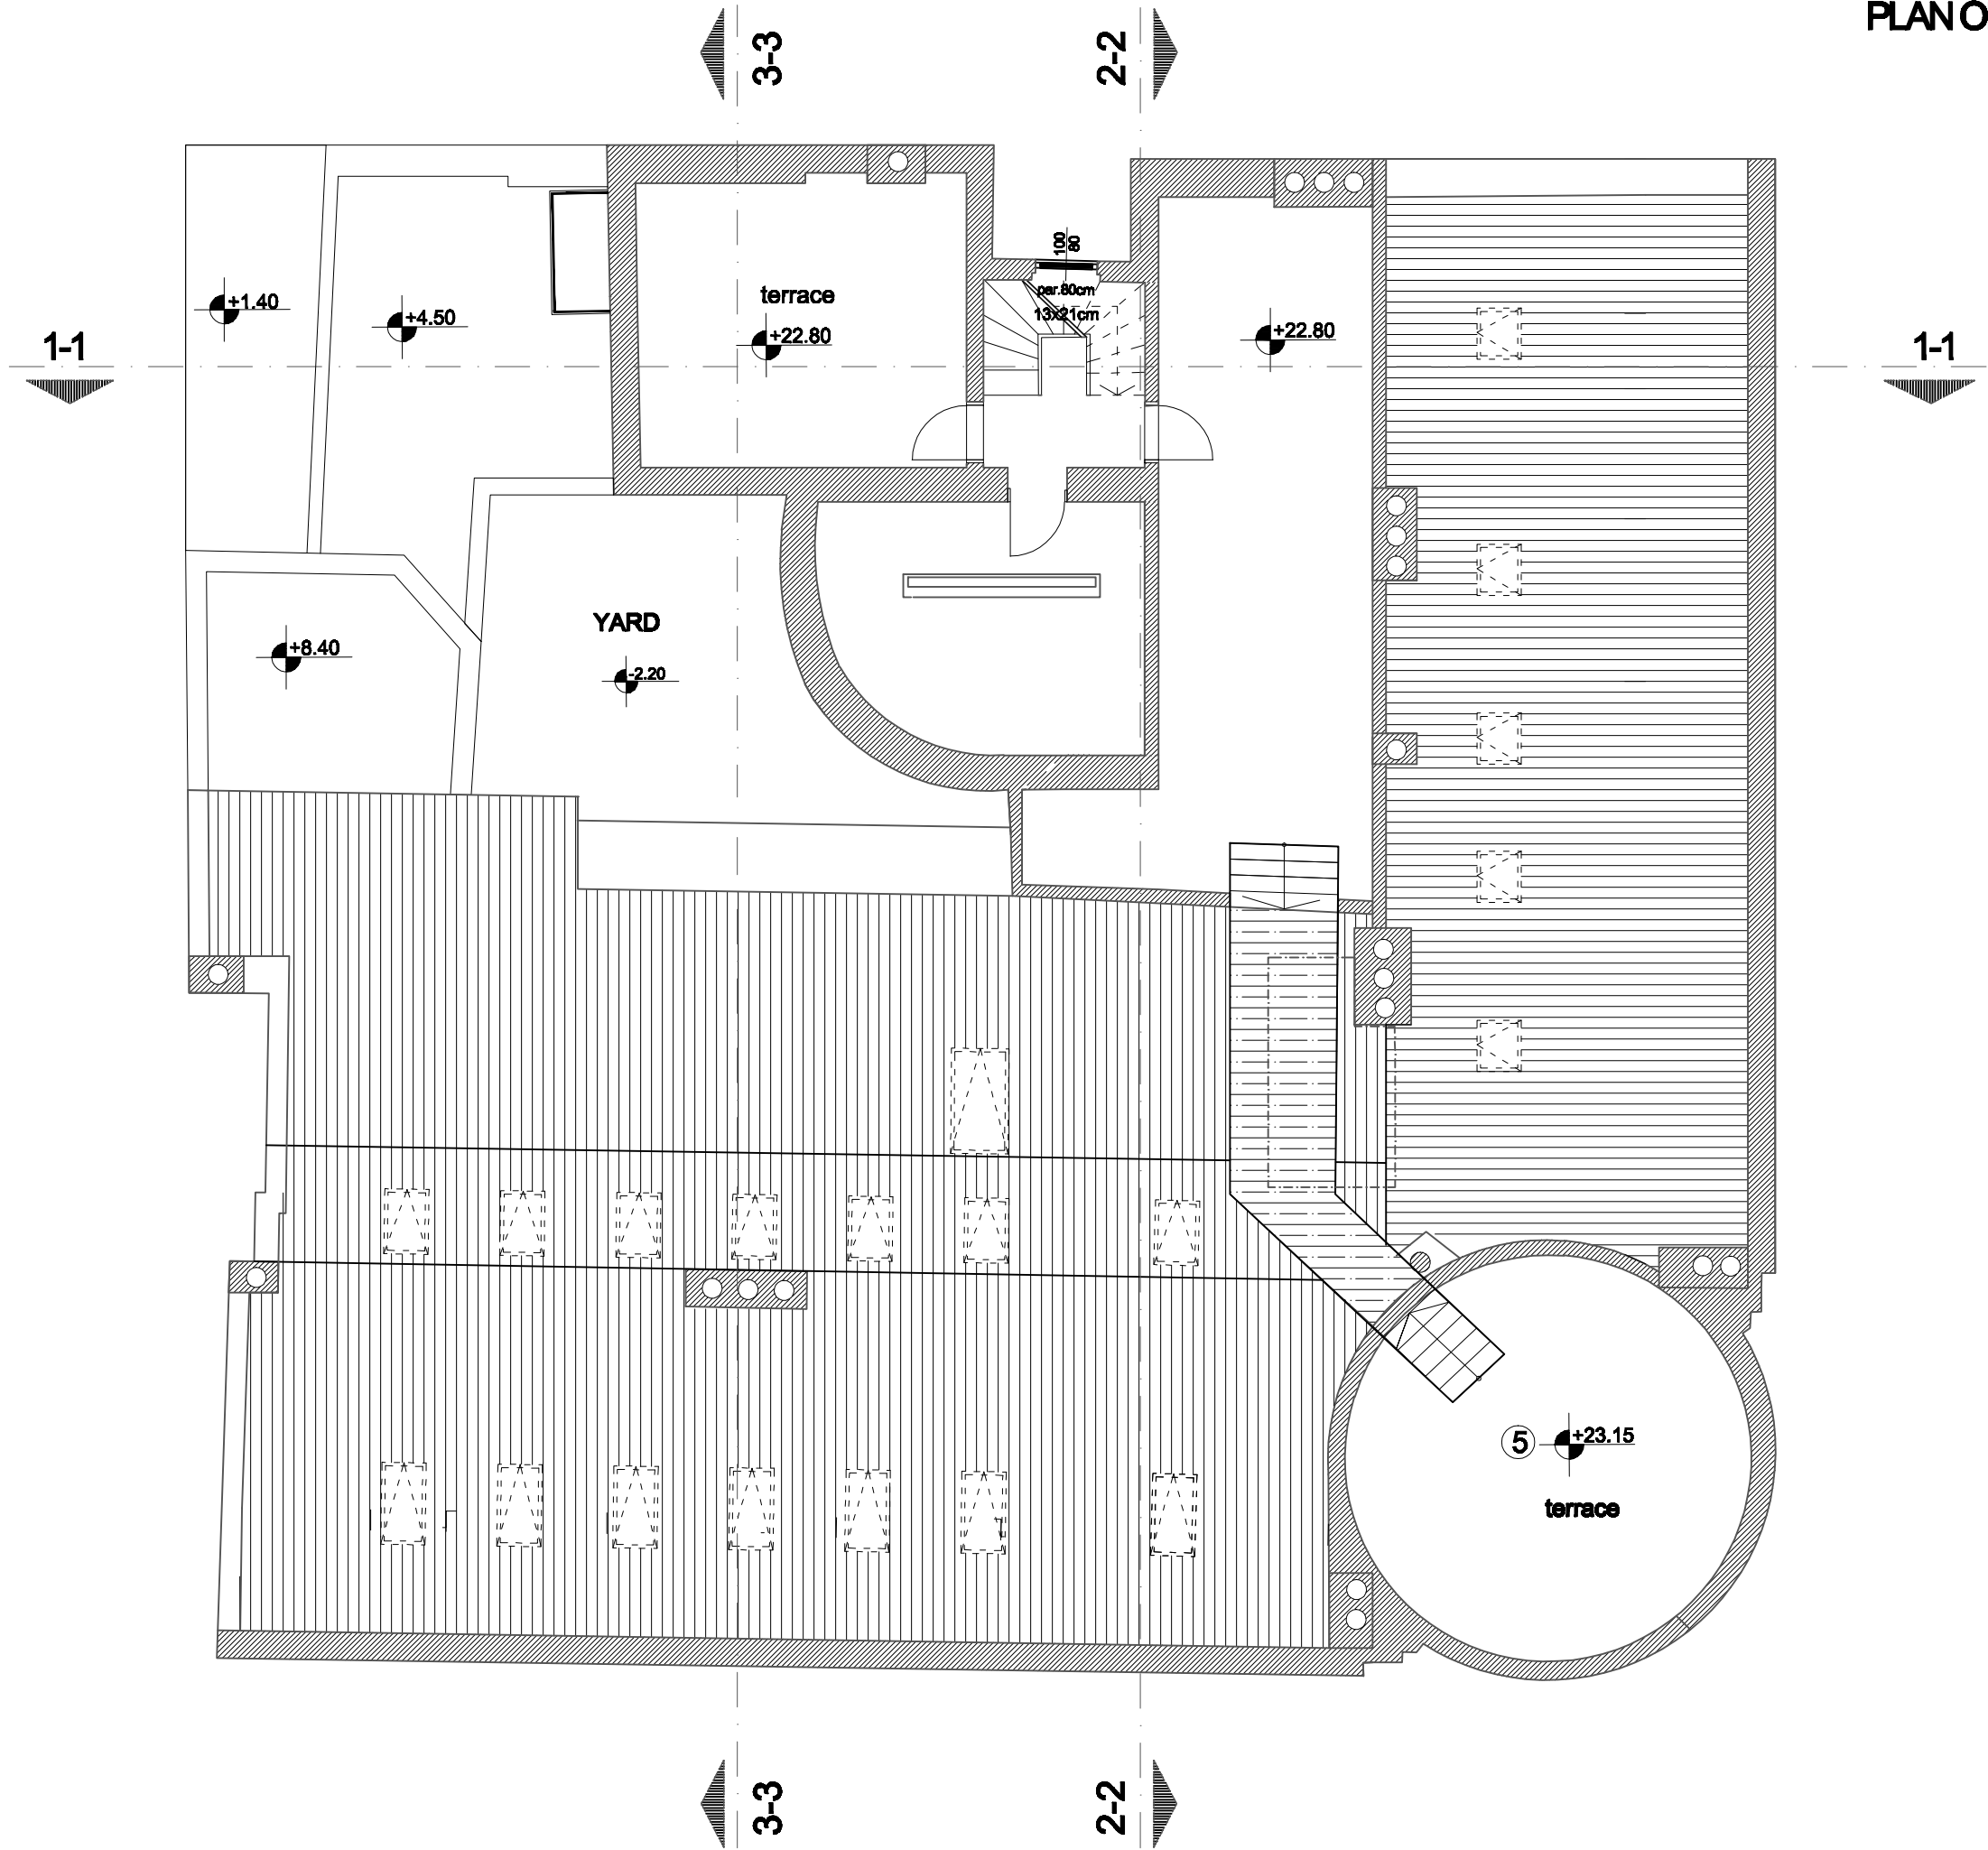 PLAN O
3-3
2-2
100
80
terrace
par.80cm
+1.40
+4.50
13x21cm
+22.80
+22.80
1-1
1-1
YARD
+8.40
-2.20
5
+23.15
terrace
3-3
2-2